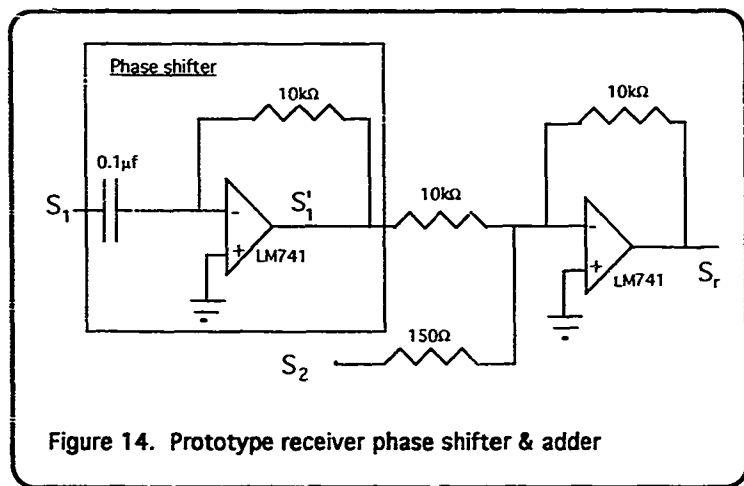 Phase shifter
10kΩ
10kΩ
0.1μf
S₁
-
+
S₁'
LM741
10kΩ
-
+
LM741
Sᵣ
150Ω
S₂
Figure 14. Prototype receiver phase shifter & adder